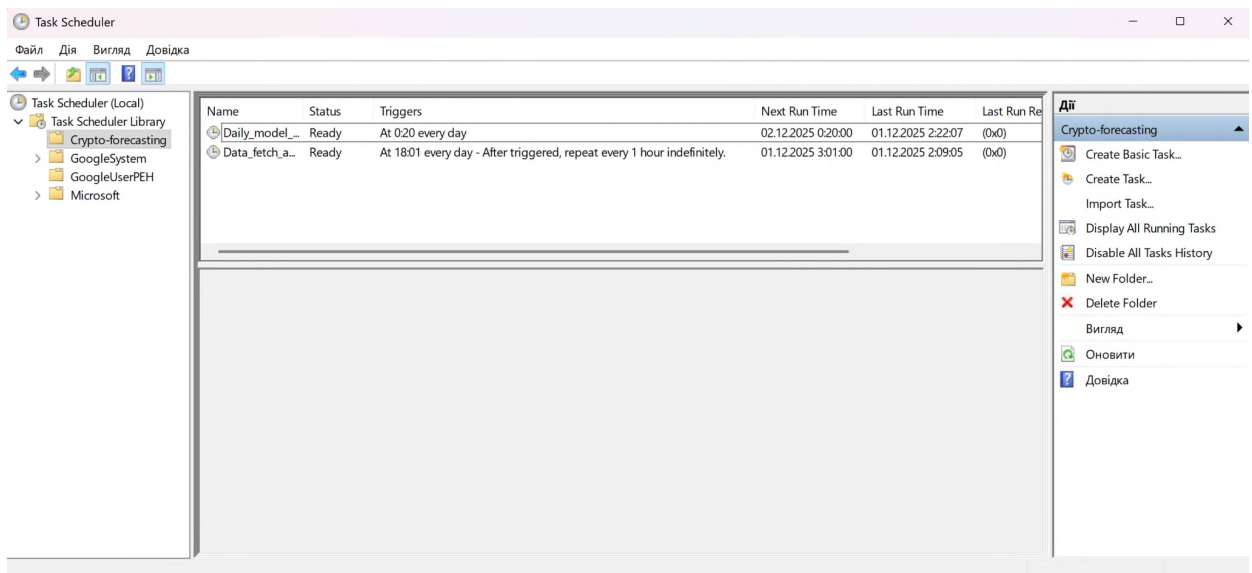 Task Scheduler
Файл Дія Вигляд Довідка
Task Scheduler (Local)
Task Scheduler Library
Crypto-forecasting
GoogleSystem
GoogleUserPEH
Microsoft
Name Status Triggers Next Run Time Last Run Time Last Run Re
Daily_model_... Ready At 0:20 every day 02.12.2025 0:20:00 01.12.2025 2:22:07 (0x0)
Data_fetch_a... Ready At 18:01 every day - After triggered, repeat every 1 hour indefinitely. 01.12.2025 3:01:00 01.12.2025 2:09:05 (0x0)
Дії
Crypto-forecasting
Create Basic Task...
Create Task...
Import Task...
Display All Running Tasks
Disable All Tasks History
New Folder...
Delete Folder
Вигляд
Оновити
Довідка